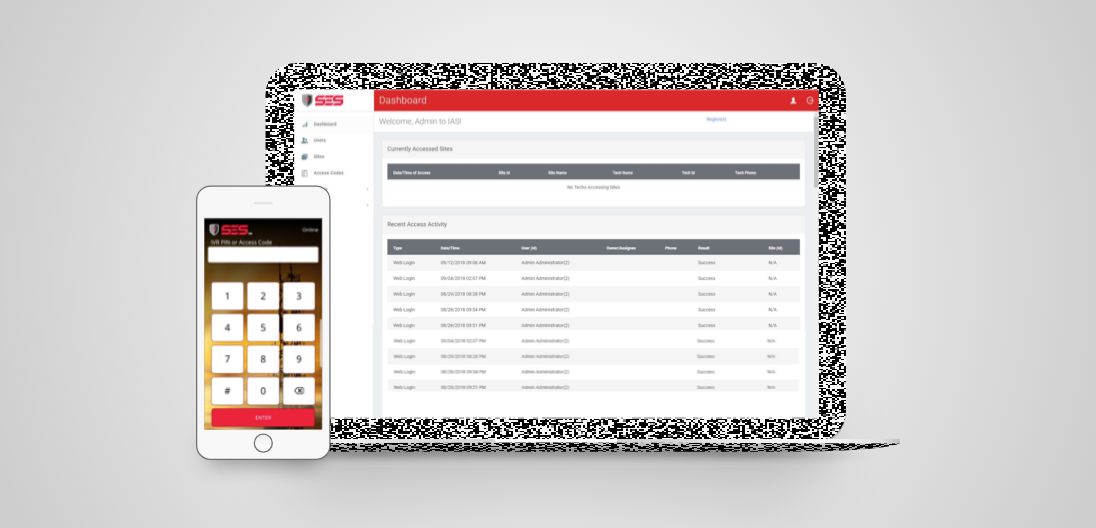 SES
Dashboard
Dashboard
Users
Sites
Access Codes
Welcome, Admin to IASI!
Region(s)
Currently Accessed Sites
Date/Time of Access Site Id Site Name Tech Name Tech Id Tech Phone
No Techs Accessing Sites
Recent Access Activity
Type Date/Time User (Id) Owner/Assignee Phone Result Site (Id)
Web Login 09/12/2018 09:06 AM Admin Administrator(2) Success N/A
Web Login 09/04/2018 02:07 PM Admin Administrator(2) Success N/A
Web Login 08/29/2018 08:28 PM Admin Administrator(2) Success N/A
Web Login 08/28/2018 09:54 PM Admin Administrator(2) Success N/A
Web Login 08/28/2018 09:51 PM Admin Administrator(2) Success N/A
Web Login 09/04/2018 02:07 PM Admin Administrator(2) Success N/A
Web Login 08/29/2018 08:28 PM Admin Administrator(2) Success N/A
Web Login 08/28/2018 09:54 PM Admin Administrator(2) Success N/A
Web Login 08/28/2018 09:51 PM Admin Administrator(2) Success N/A
SES
Online
IVR PIN or Access Code
1 2 3
4 5 6
7 8 9
# 0
ENTER